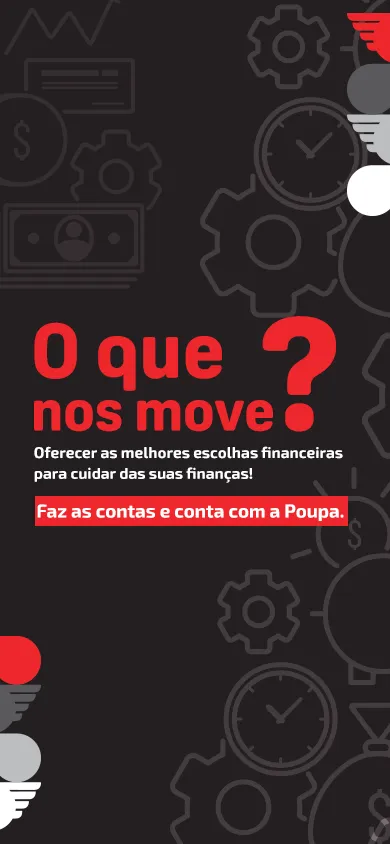 O que
nos move?
Oferecer as melhores escolhas financeiras
para cuidar das suas finanças!
Faz as contas e conta com a Poupa.